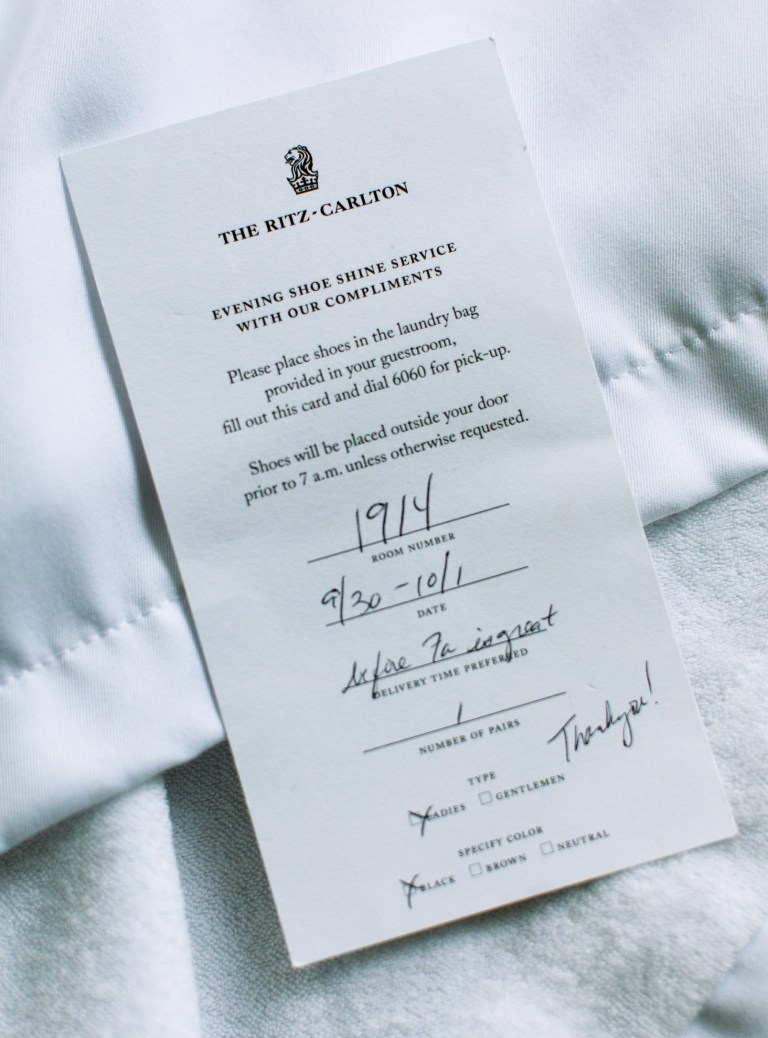 THE RITZ-CARLTON
EVENING SHOE SHINE SERVICE
WITH OUR COMPLIMENTS
Please place shoes in the laundry bag
provided in your guestroom,
fill out this card and dial 6060 for pick-up.
Shoes will be placed outside your door
prior to 7 a.m. unless otherwise requested.
1914
ROOM NUMBER
9/30 - 10/1
DATE
before 7a is great
DELIVERY TIME PREFERRED
1
NUMBER OF PAIRS
Thank you!
TYPE
LADIES GENTLEMEN
SPECIFY COLOR
BLACK BROWN NEUTRAL